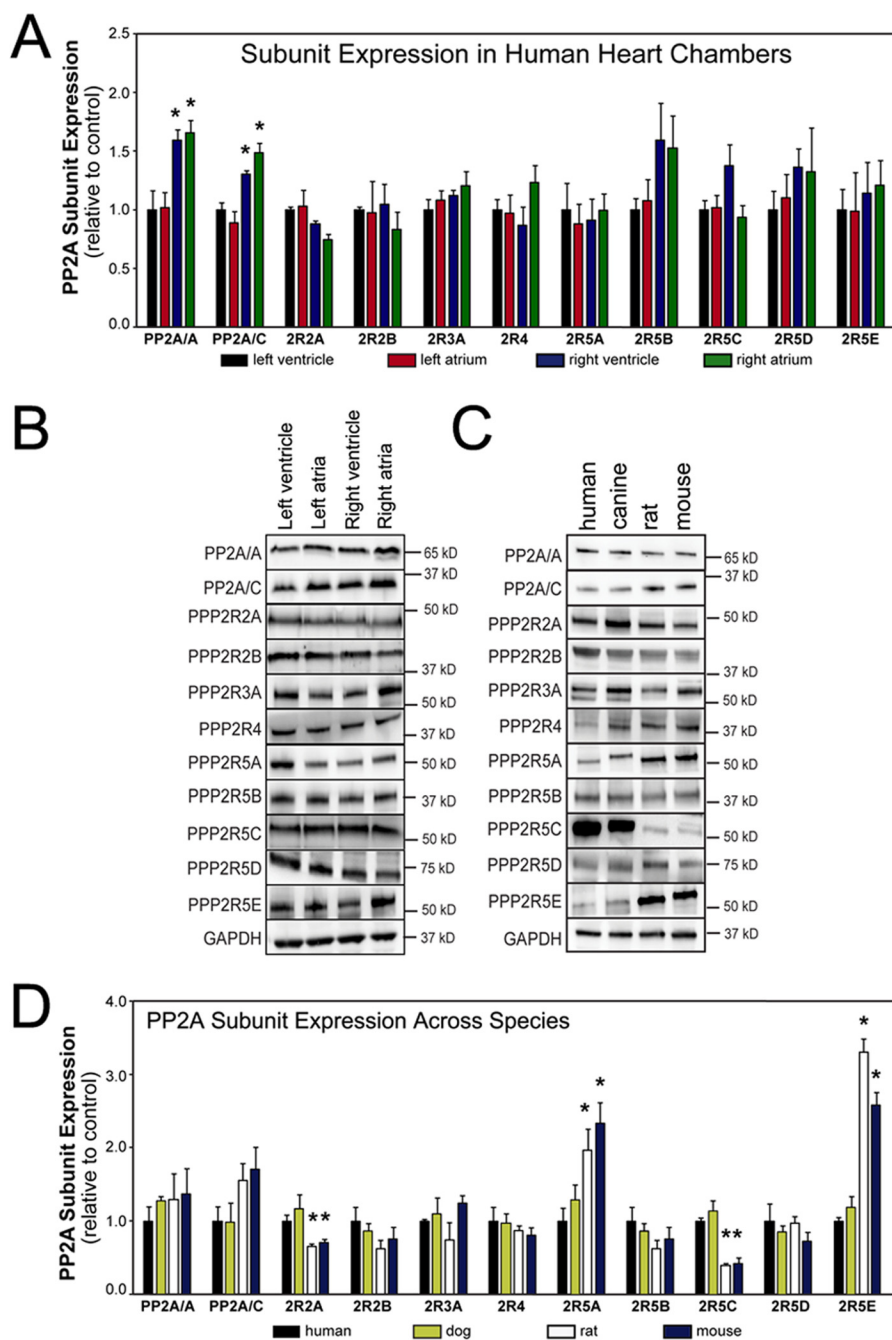 A
Subunit Expression in Human Heart Chambers
PP2A Subunit Expression
(relative to control)
2.5
2.0
1.5
1.0
0.5
0.0
* * * *
PP2A/A PP2A/C 2R2A 2R2B 2R3A 2R4 2R5A 2R5B 2R5C 2R5D 2R5E
left ventricle left atrium right ventricle right atrium
B
Left ventricle
Left atria
Right ventricle
Right atria
PP2A/A 65 kD
PP2A/C 37 kD
PPP2R2A 50 kD
PPP2R2B 37 kD
PPP2R3A 50 kD
PPP2R4 37 kD
PPP2R5A 50 kD
PPP2R5B 37 kD
PPP2R5C 50 kD
PPP2R5D 75 kD
PPP2R5E 50 kD
GAPDH 37 kD
C
human
canine
rat
mouse
PP2A/A 65 kD
PP2A/C 37 kD
PPP2R2A 50 kD
PPP2R2B 37 kD
PPP2R3A 50 kD
PPP2R4 37 kD
PPP2R5A 50 kD
PPP2R5B 37 kD
PPP2R5C 50 kD
PPP2R5D 75 kD
PPP2R5E 50 kD
GAPDH 37 kD
D
PP2A Subunit Expression Across Species
PP2A Subunit Expression
(relative to control)
4.0
3.0
2.0
1.0
0.0
** * * ** * *
PP2A/A PP2A/C 2R2A 2R2B 2R3A 2R4 2R5A 2R5B 2R5C 2R5D 2R5E
human dog rat mouse